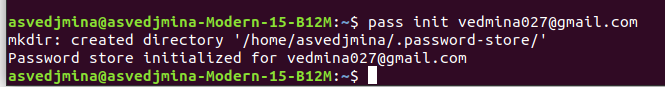 asvedjmina@asvedjmina-Modern-15-B12M:~$ pass init vedmina027@gmail.com
mkdir: created directory '/home/asvedjmina/.password-store/'
Password store initialized for vedmina027@gmail.com
asvedjmina@asvedjmina-Modern-15-B12M:~$